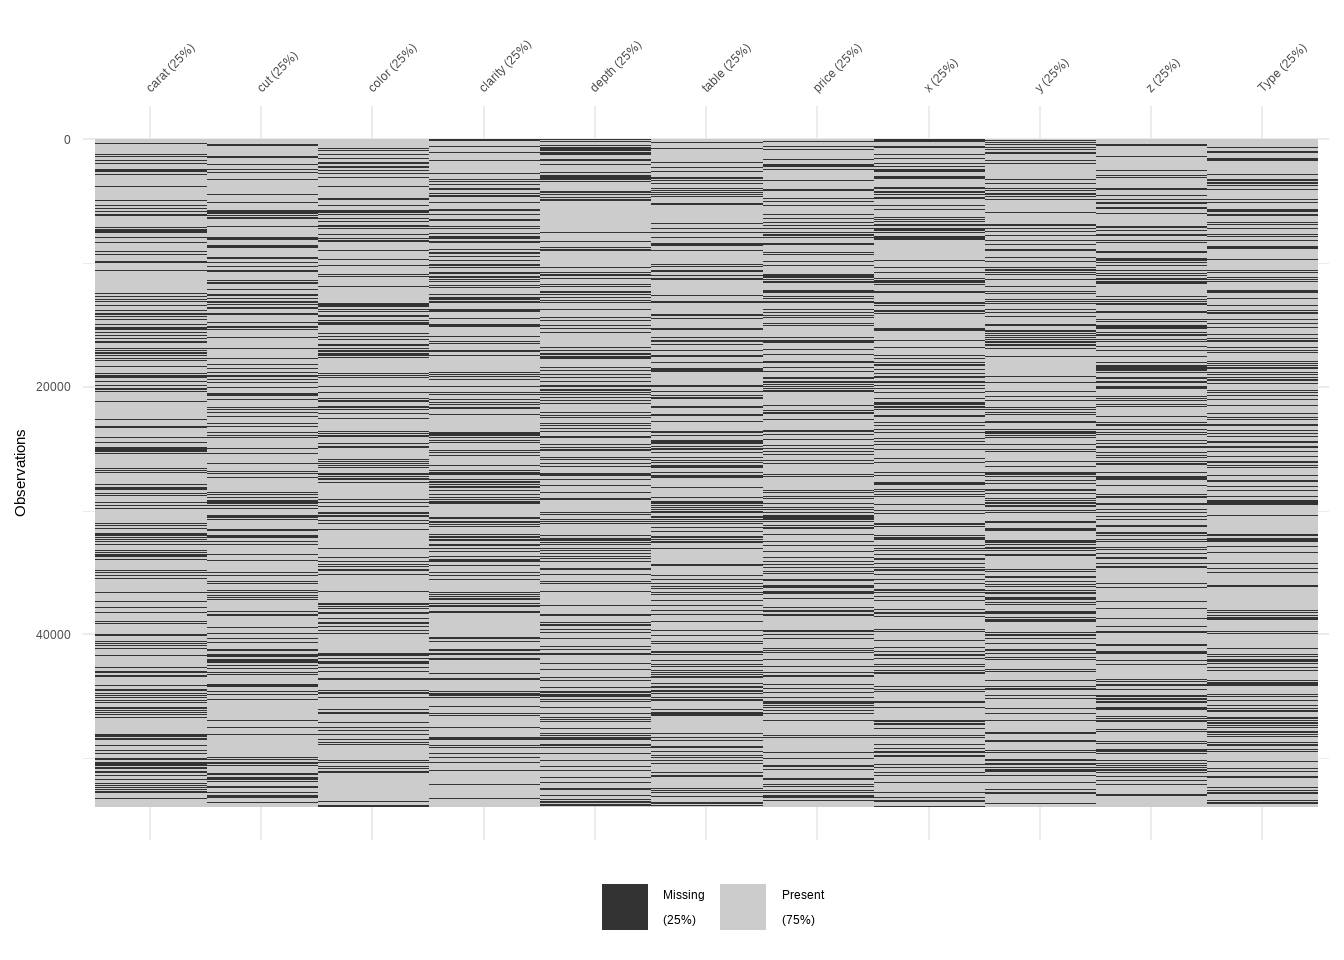 carat (25%)
cut (25%)
color (25%)
clarity (25%)
depth (25%)
table (25%)
price (25%)
x (25%)
y (25%)
z (25%)
Type (25%)
0
20000
40000
Observations
Missing
(25%)
Present
(75%)